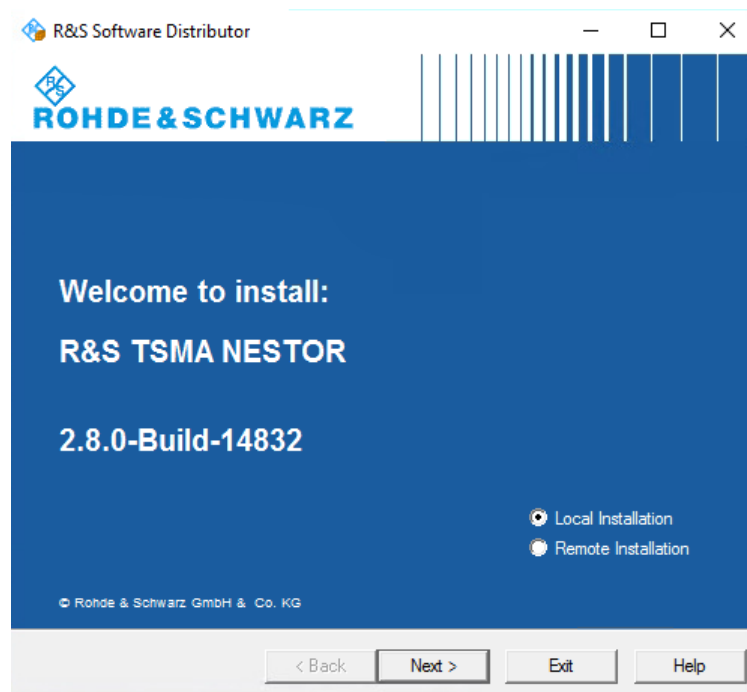 R&S Software Distributor
R&S
ROHDE&SCHWARZ
Welcome to install:
R&S TSMA NESTOR
2.8.0-Build-14832
Local Installation
Remote Installation
© Rohde & Schwarz GmbH & Co. KG
< Back
Next >
Exit
Help